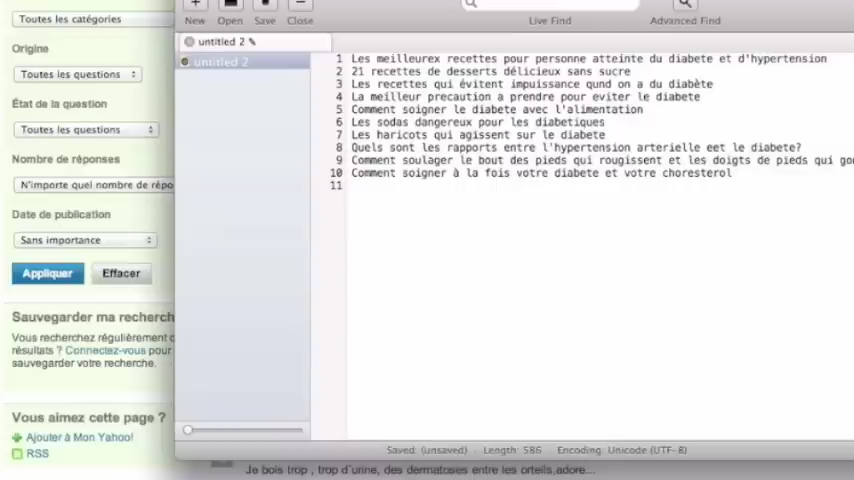 New Open Save Close Live Find Advanced Find
Toutes les catégories
Origine
Toutes les questions
État de la question
Toutes les questions
Nombre de réponses
N'importe quel nombre de répo
Date de publication
Sans importance
Appliquer Effacer
Sauvegarder ma recherch
Vous recherchez régulièrement
résultats ? Connectez-vous pour
sauvegarder votre recherche.
Vous aimez cette page ?
Ajouter à Mon Yahoo!
RSS
untitled 2
untitled 2
1 Les meilleurex recettes pour personne atteinte du diabete et d'hypertension
2 21 recettes de desserts délicieux sans sucre
3 Les recettes qui évitent impuissance qund on a du diabète
4 La meilleur precaution a prendre pour eviter le diabete
5 Comment soigner le diabete avec l'alimentation
6 Les sodas dangereux pour les diabetiques
7 Les haricots qui agissent sur le diabete
8 Quels sont les rapports entre l'hypertension arterielle eet le diabete?
9 Comment soulager le bout des pieds qui rougissent et les doigts de pieds qui go
10 Comment soigner à la fois votre diabete et votre choresterol
11
Saved: (unsaved) Length: 586 Encoding: Unicode (UTF-8)
Je bois trop , trop d'urine, des dermatoses entre les orteils,adore...